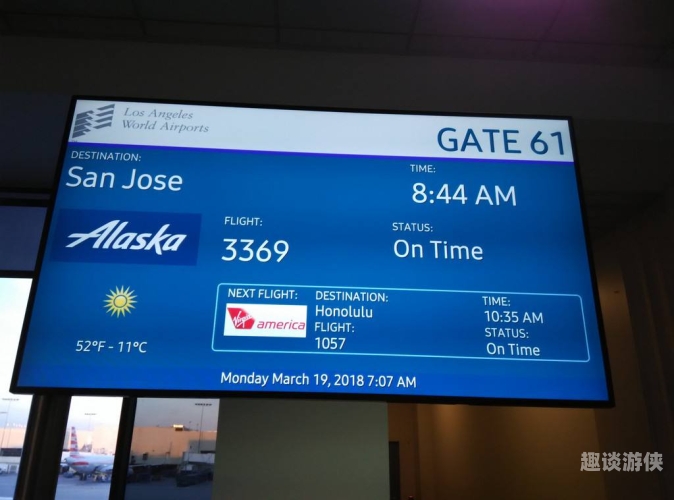 Los Angeles
World Airports
GATE 61
DESTINATION:
San Jose
TIME:
8:44 AM
Alaska
FLIGHT:
3369
STATUS:
On Time
52°F - 11°C
NEXT FLIGHT:
Virgin america
DESTINATION:
Honolulu
FLIGHT:
1057
TIME:
10:35 AM
STATUS:
On Time
Monday March 19, 2018 7:07 AM
趣谈游侠